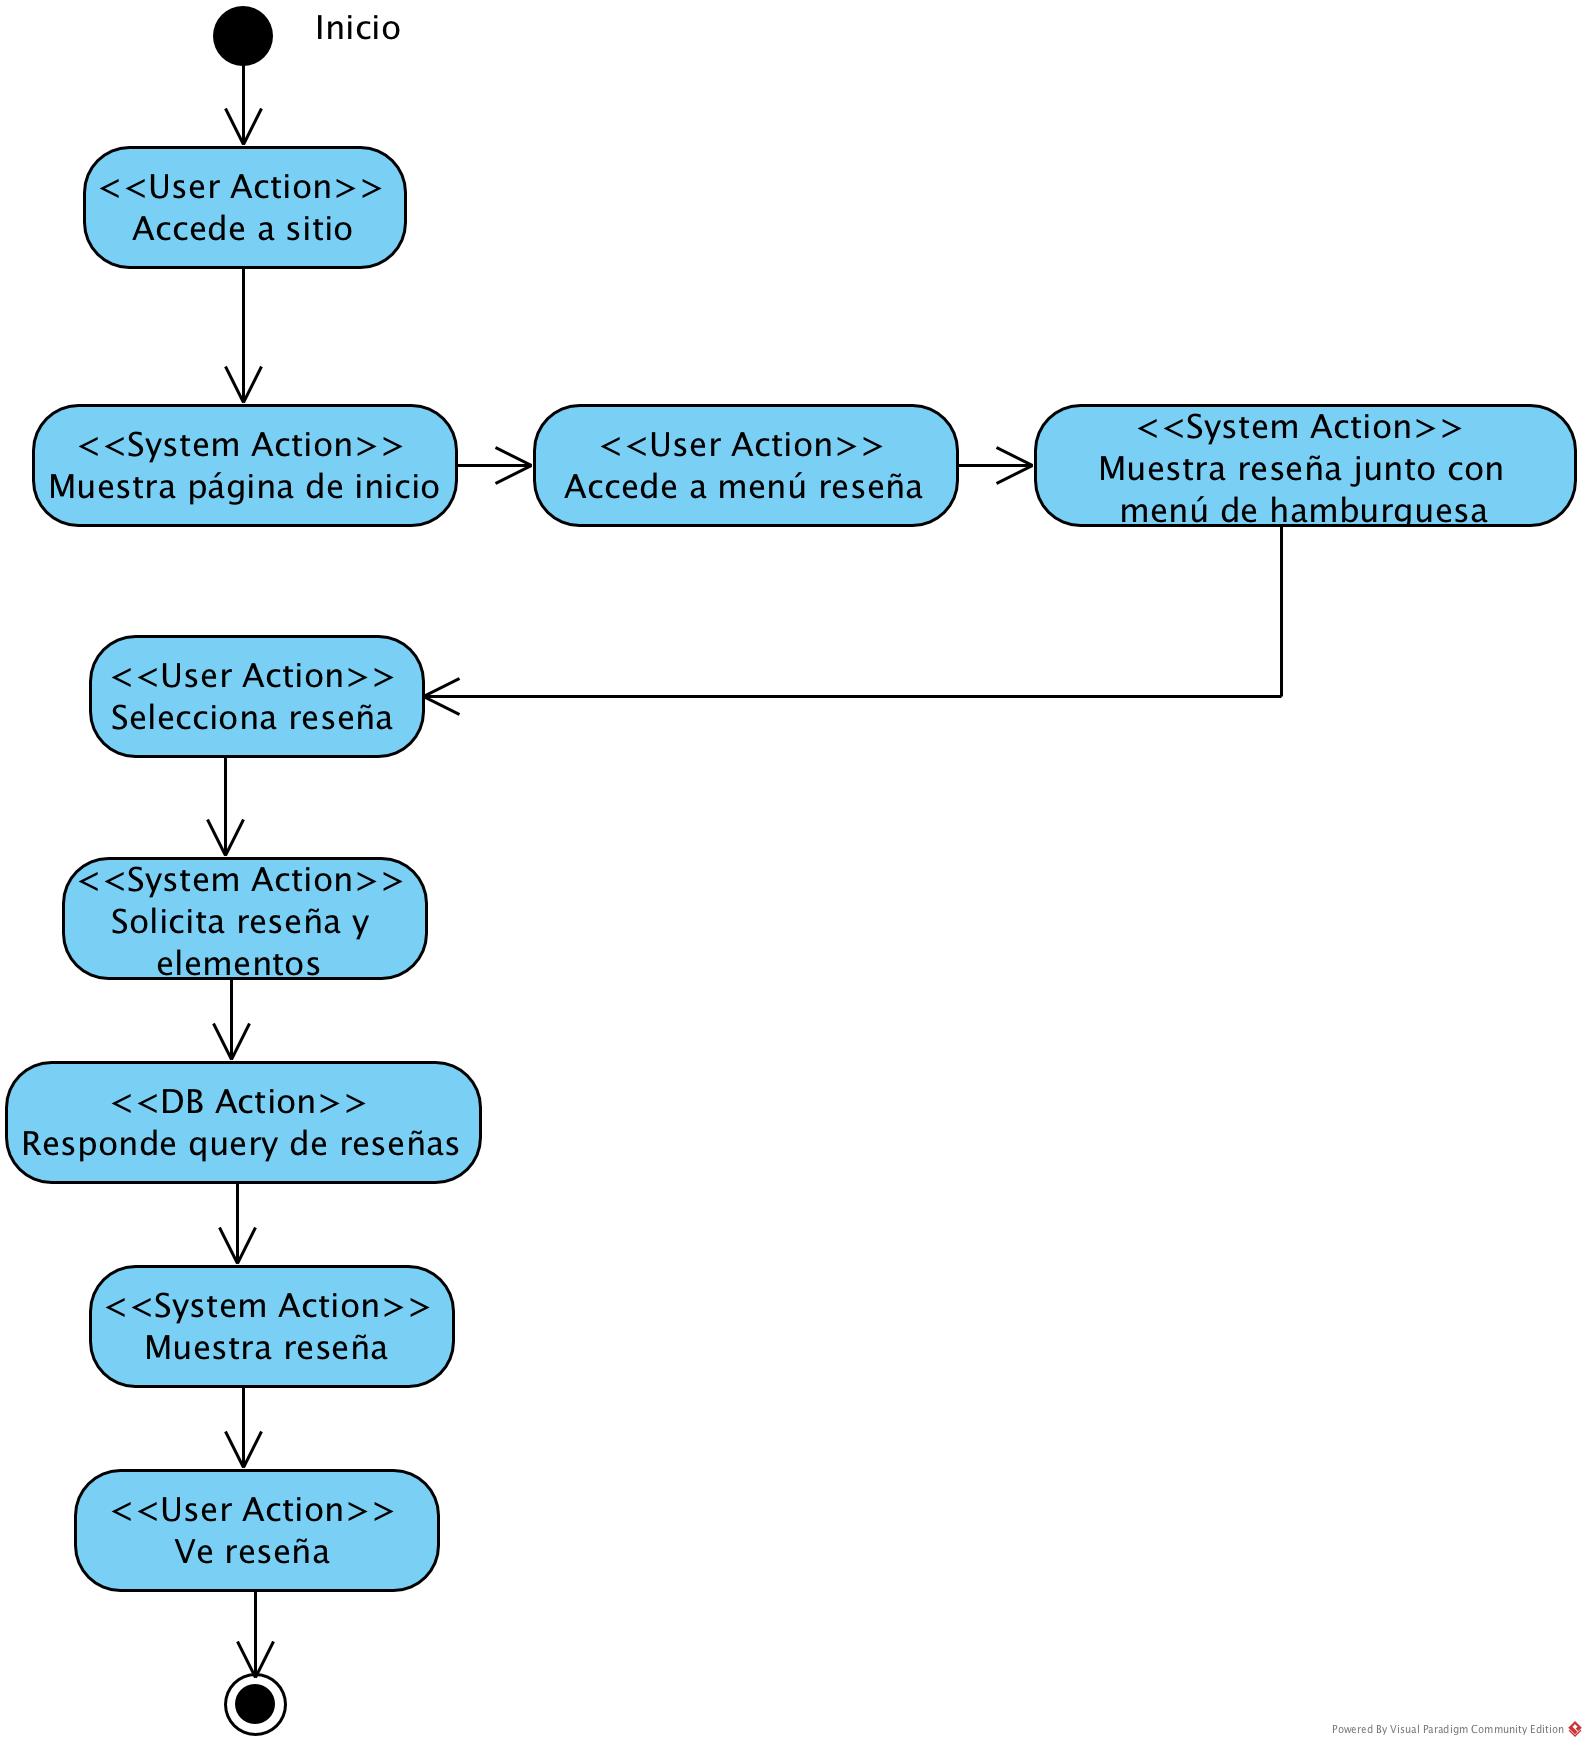 Inicio
<<User Action>>
Accede a sitio
<<System Action>>
Muestra página de inicio
<<User Action>>
Accede a menú reseña
<<System Action>>
Muestra reseña junto con
menú de hamburguesa
<<User Action>>
Selecciona reseña
<<System Action>>
Solicita reseña y
elementos
<<DB Action>>
Responde query de reseñas
<<System Action>>
Muestra reseña
<<User Action>>
Ve reseña
Powered By Visual Paradigm Community Edition